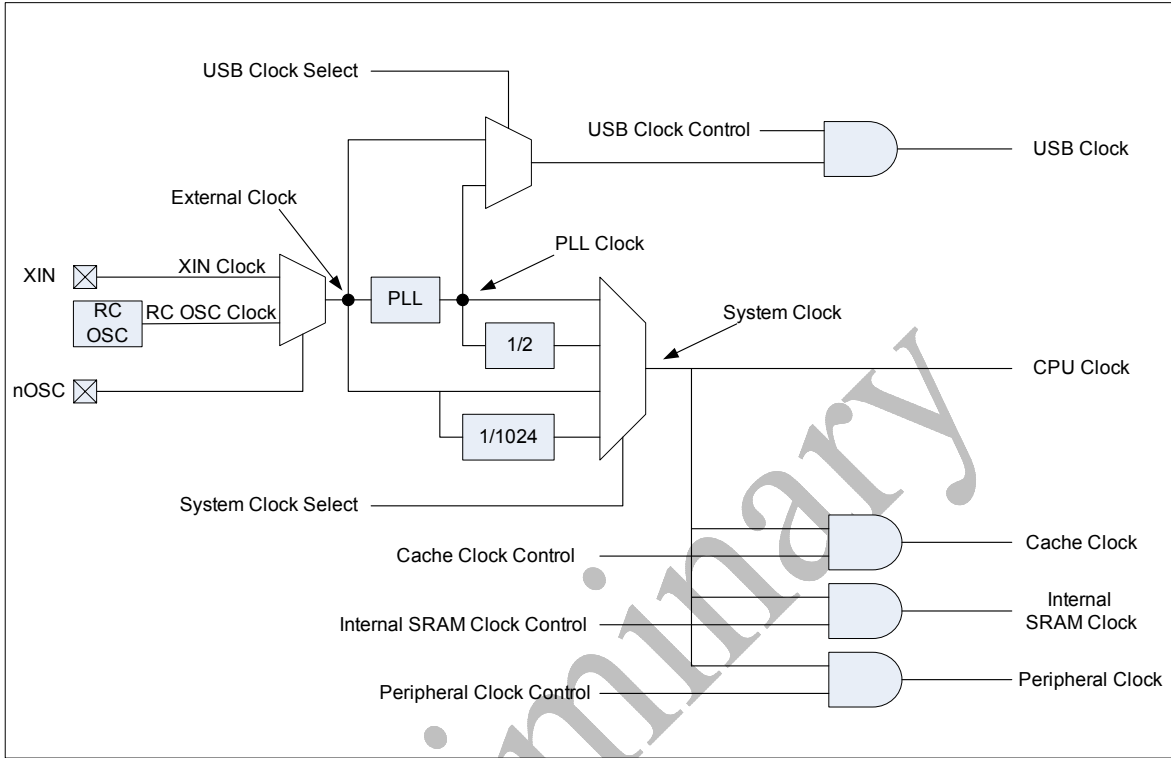 USB Clock Select
USB Clock Control
USB Clock
External Clock
PLL Clock
XIN
XIN Clock
RC
OSC
RC OSC Clock
PLL
System Clock
1/2
nOSC
CPU Clock
1/1024
System Clock Select
Cache Clock Control
Cache Clock
Internal SRAM Clock Control
Internal
SRAM Clock
Peripheral Clock Control
Peripheral Clock
iminary